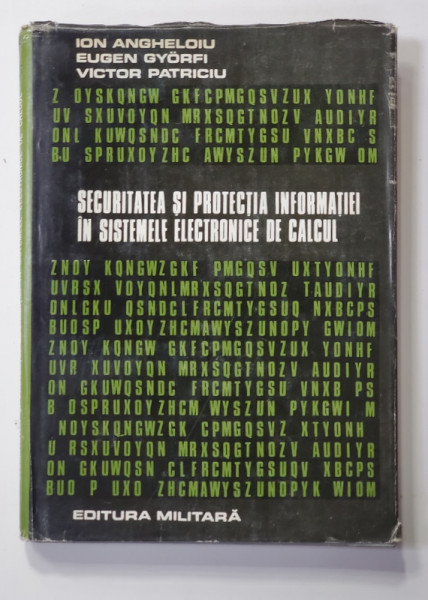 ION ANGHELOIU
EUGEN GYÖRFI
VICTOR PATRICIU
Z OYSKQNGW GKFCPMGQSVZUX YONHF
UV SXUVOYQN MRXSQGTNOZV AUDIYR
ONL KUWQSNDC FRCMTYGSU VNXBC S
BU SPRUXOYZHC AWYSZUN PYKGW OM
SECURITATEA ŞI PROTECŢIA INFORMAŢIEI
ÎN SISTEMELE ELECTRONICE DE CALCUL
ZNOY KQNGWZGKF PMGQSV UXTYONHF
UVRSX VOYQNLMRXSQGTNOZ TAUDIYR
ONLGKU QSNDCLFRCMTYGSUQ NXBCPS
BUOSP UXOYZHCMAWYSZUNOPY GWIOM
ZNOY KQNGW GKFCPMGQSVZUX YONHF
UVR XUVOYQN MRXSQGTNOZV AUDIYR
ON GKUWQSNDC FRCMTYGSU VNXB PS
B OSPRUXOYZHCM WYSZUN PYKGWI M
NOYSKQNGWZGK CPMGQSVZ XTYONH
U RSXUVOYQN MRXSQGTNOZV AUDIYR
ON GKUWQSN CLFRCMTYGSUQV XBCPS
BUO P UXO ZHCMAWYSZUNOPYK WIOM
EDITURA MILITARĂ